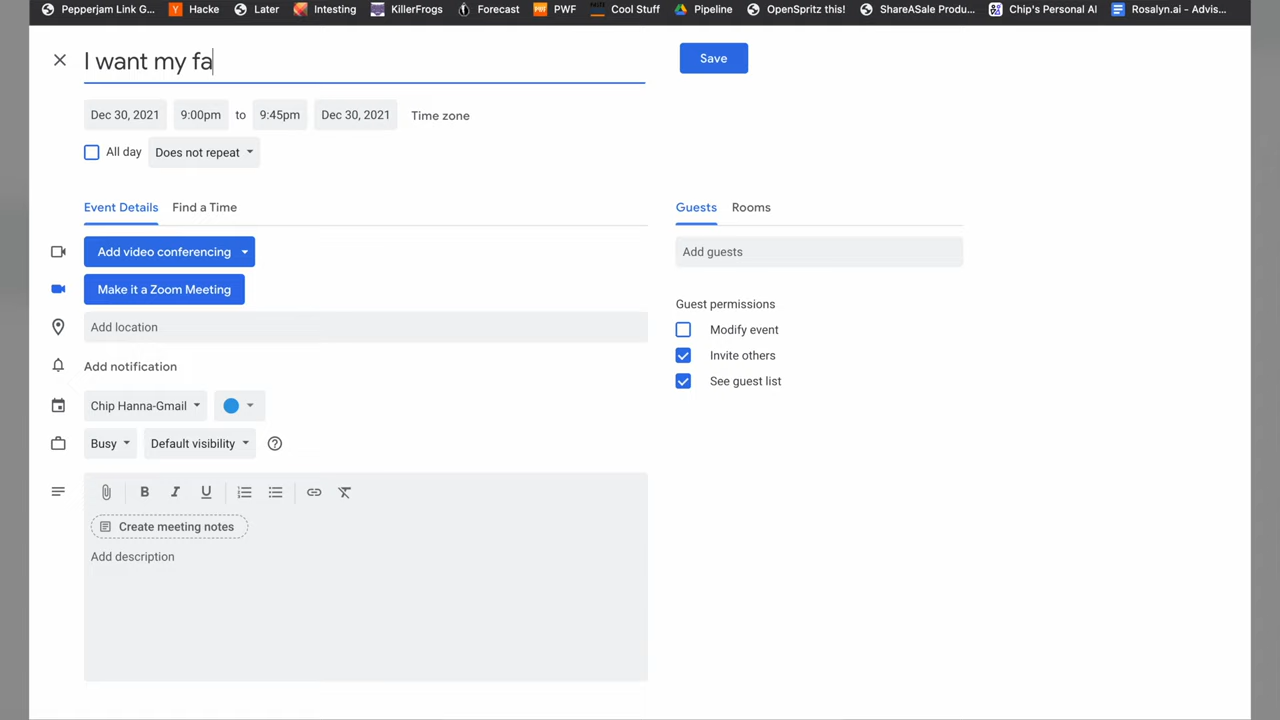 Pepperjam Link G... Hacke Later Intesting KillerFrogs Forecast PWF Cool Stuff Pipeline OpenSpritz this! ShareASale Produ... Chip's Personal AI Rosalyn.ai - Advis...
I want my fa
Save
Dec 30, 2021 9:00pm to 9:45pm Dec 30, 2021 Time zone
All day Does not repeat
Event Details Find a Time
Guests Rooms
Add video conferencing
Add guests
Make it a Zoom Meeting
Guest permissions
Add location
Modify event
Invite others
Add notification
See guest list
Chip Hanna-Gmail
Busy Default visibility
B I U
Create meeting notes
Add description